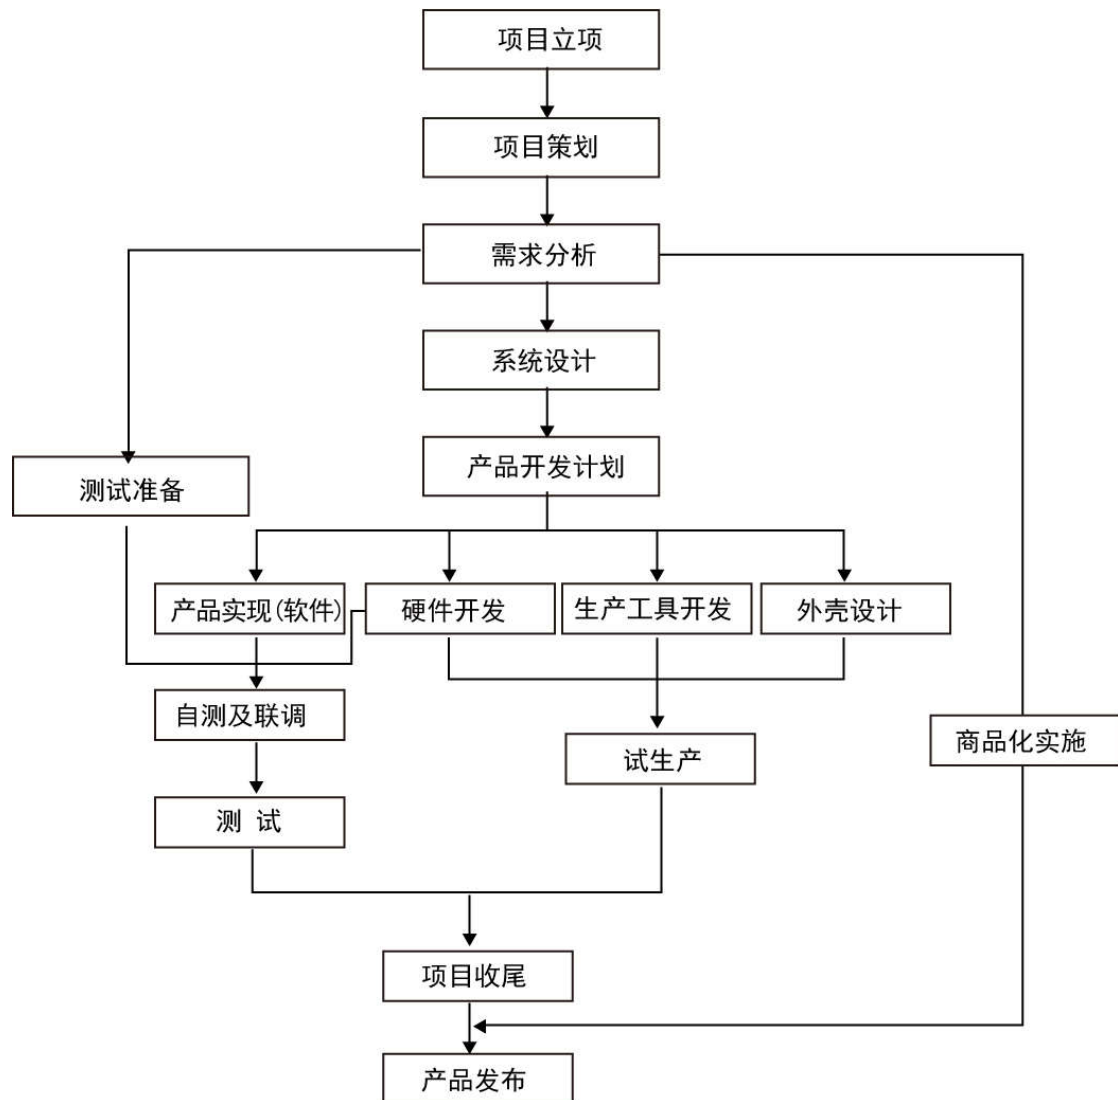 项目立项
项目策划
需求分析
系统设计
产品开发计划
测试准备
产品实现(软件)
硬件开发
生产工具开发
外壳设计
自测及联调
商品化实施
试生产
测 试
项目收尾
产品发布